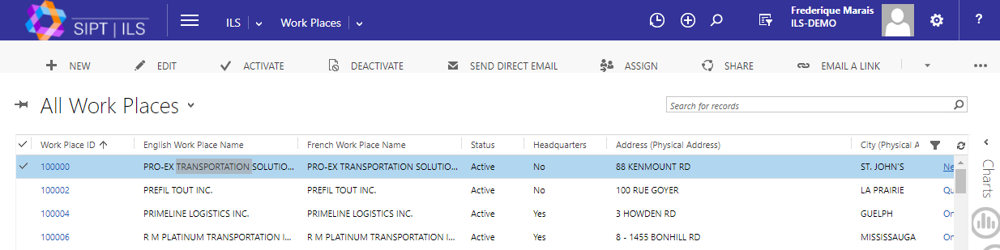 SIPT | ILS
ILS
Work Places
Frederique Marais
ILS-DEMO
?
NEW
EDIT
ACTIVATE
DEACTIVATE
SEND DIRECT EMAIL
ASSIGN
SHARE
EMAIL A LINK
All Work Places
Search for records
Work Place ID English Work Place Name French Work Place Name Status Headquarters Address (Physical Address) City (Physical A
100000 PRO-EX TRANSPORTATION SOLUTIO... PRO-EX TRANSPORTATION SOLUTIO... Active No 88 KENMOUNT RD ST. JOHN'S Ne
100002 PREFIL TOUT INC. PREFIL TOUT INC. Active No 100 RUE GOYER LA PRAIRIE Qu
100004 PRIMELINE LOGISTICS INC. PRIMELINE LOGISTICS INC. Active Yes 3 HOWDEN RD GUELPH On
100006 R M PLATINUM TRANSPORTATION I... R M PLATINUM TRANSPORTATION I... Active Yes 8 - 1455 BONHILL RD MISSISSAUGA On
Charts